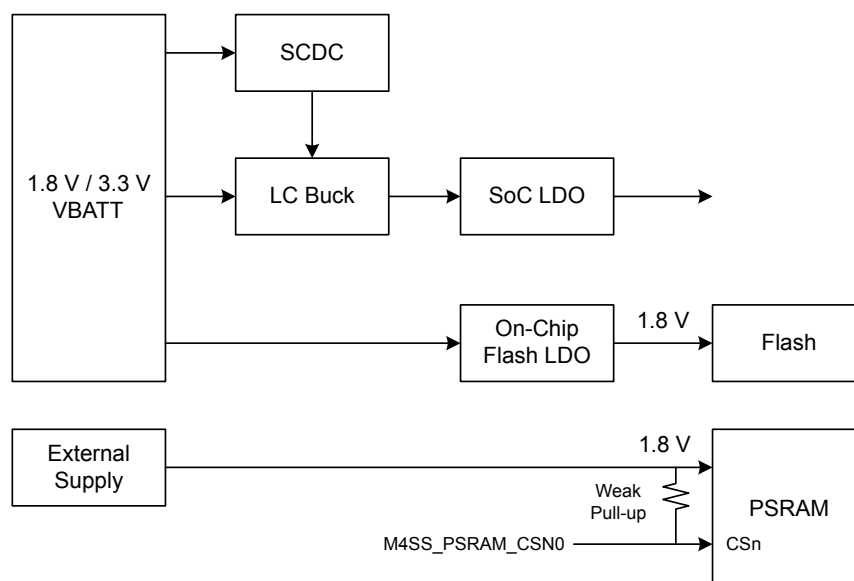 SCDC
1.8 V / 3.3 V
VBATT
LC Buck
SoC LDO
On-Chip
Flash LDO
1.8 V
Flash
External
Supply
1.8 V
Weak
Pull-up
PSRAM
M4SS_PSRAM_CSN0
CSn